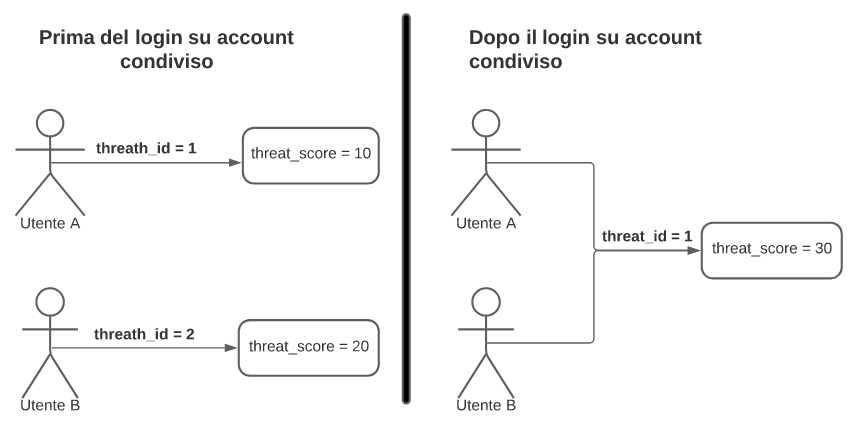 Prima del login su account
condiviso
threath_id = 1
threat_score = 10
Utente A
threath_id = 2
threat_score = 20
Utente B
Dopo il login su account
condiviso
Utente A
threat_id = 1
threat_score = 30
Utente B